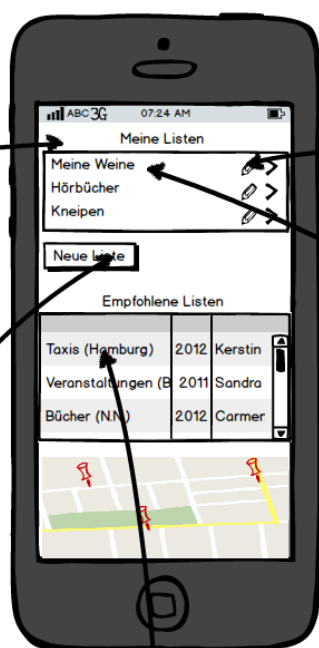 ABC 3G 07:24 AM
Meine Listen
Meine Weine
Hörbücher
Kneipen
Neue Liste
Empfohlene Listen
Taxis (Hamburg) 2012 Kerstin
Veranstaltungen (B 2011 Sandra
Bücher (N.N.) 2012 Carmer